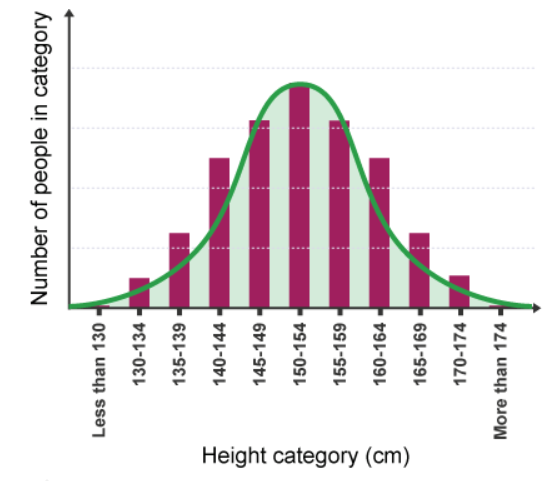 Number of people in category
Less than 130
130-134
135-139
140-144
145-149
150-154
155-159
160-164
165-169
170-174
More than 174
Height category (cm)